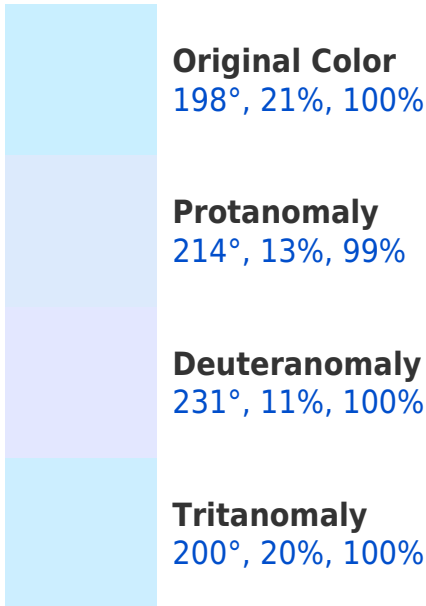 Original Color
198°, 21%, 100%
Protanomaly
214°, 13%, 99%
Deuteranomaly
231°, 11%, 100%
Tritanomaly
200°, 20%, 100%